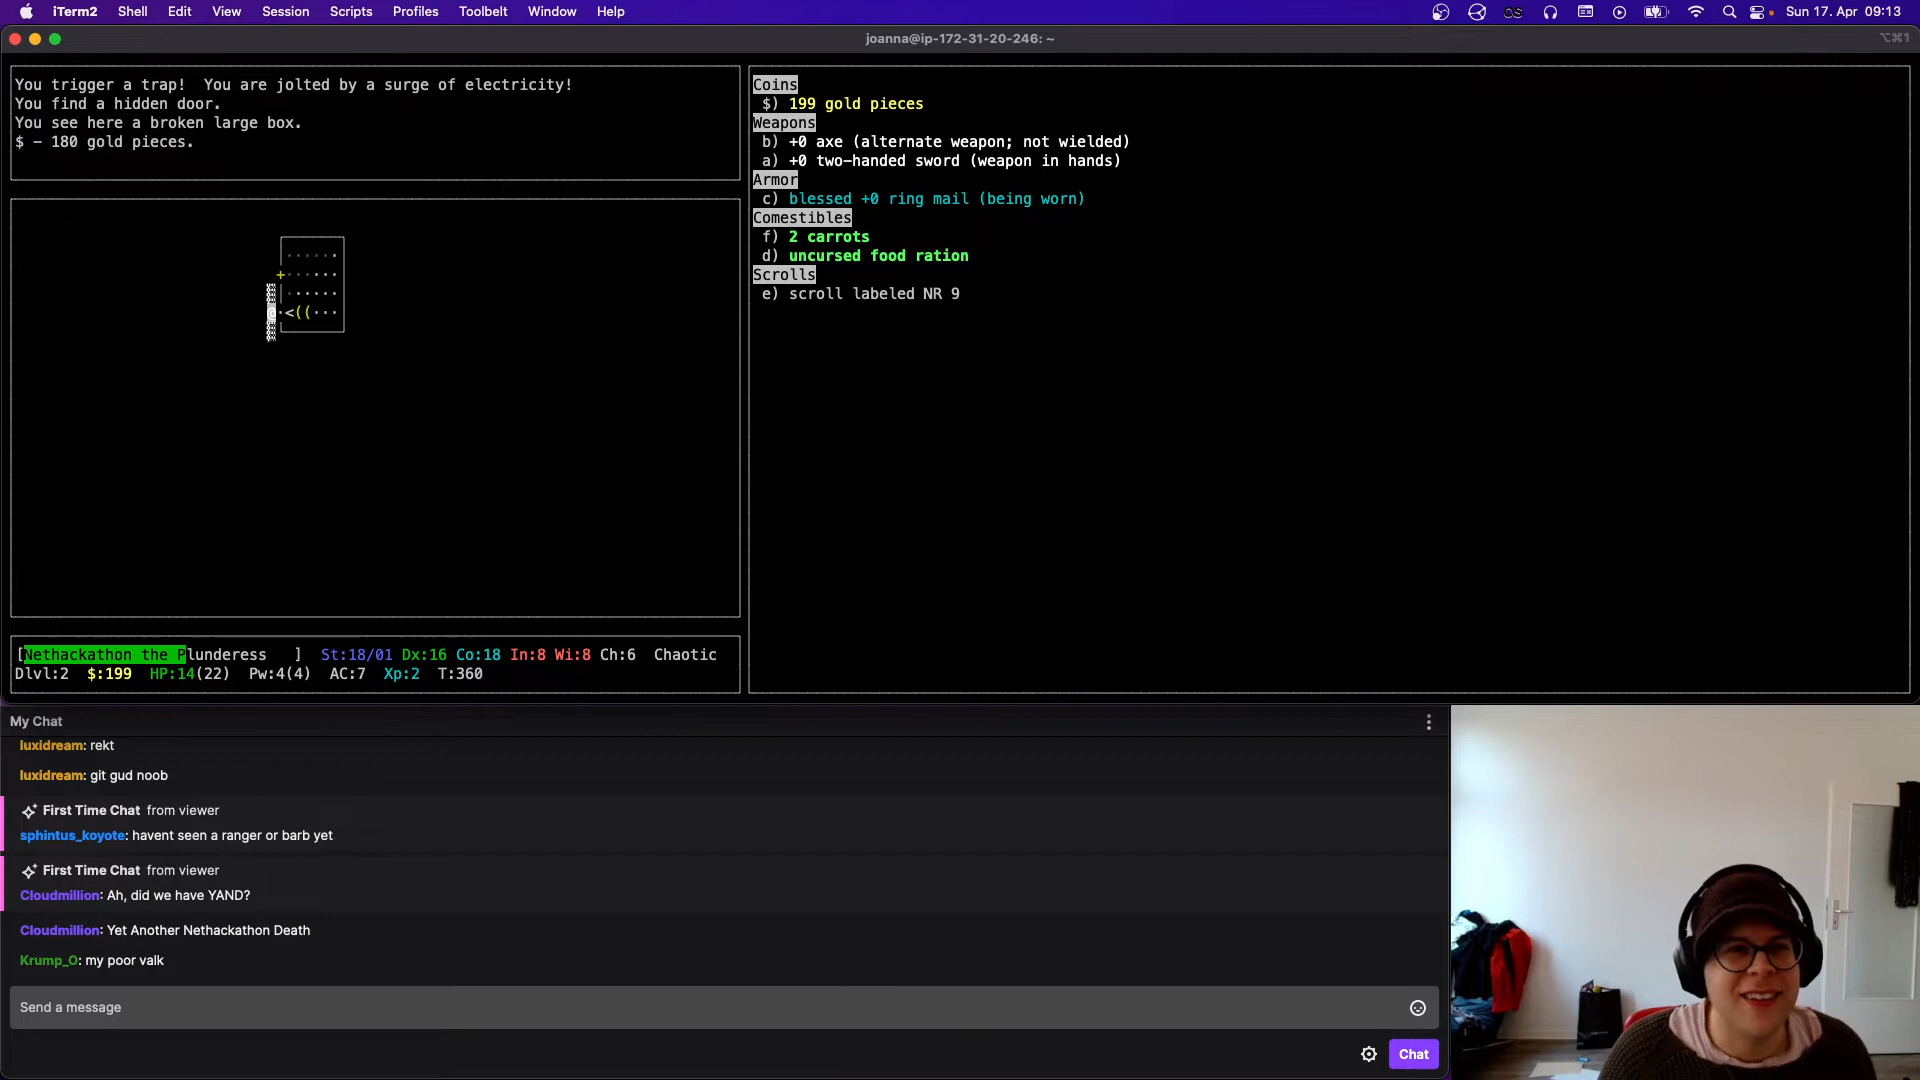 iTerm2 Shell Edit View Session Scripts Profiles Toolbelt Window Help Sun 17. Apr 09:13
joanna@ip-172-31-20-246: ~ ⌥⌘1
You trigger a trap!  You are jolted by a surge of electricity!
You find a hidden door.
You see here a broken large box.
$ - 180 gold pieces.
Coins
$) 199 gold pieces
Weapons
b) +0 axe (alternate weapon; not wielded)
a) +0 two-handed sword (weapon in hands)
Armor
c) blessed +0 ring mail (being worn)
Comestibles
f) 2 carrots
d) uncursed food ration
Scrolls
e) scroll labeled NR 9
|······
+······
|······
@·<((···
[Nethackathon the Plunderess   ]  St:18/01 Dx:16 Co:18 In:8 Wi:8 Ch:6  Chaotic
Dlvl:2  $:199  HP:14(22)  Pw:4(4)  AC:7  Xp:2  T:360
My Chat
luxidream: rekt
luxidream: git gud noob
First Time Chat from viewer
sphintus_koyote: havent seen a ranger or barb yet
First Time Chat from viewer
Cloudmillion: Ah, did we have YAND?
Cloudmillion: Yet Another Nethackathon Death
Krump_O: my poor valk
Send a message
Chat